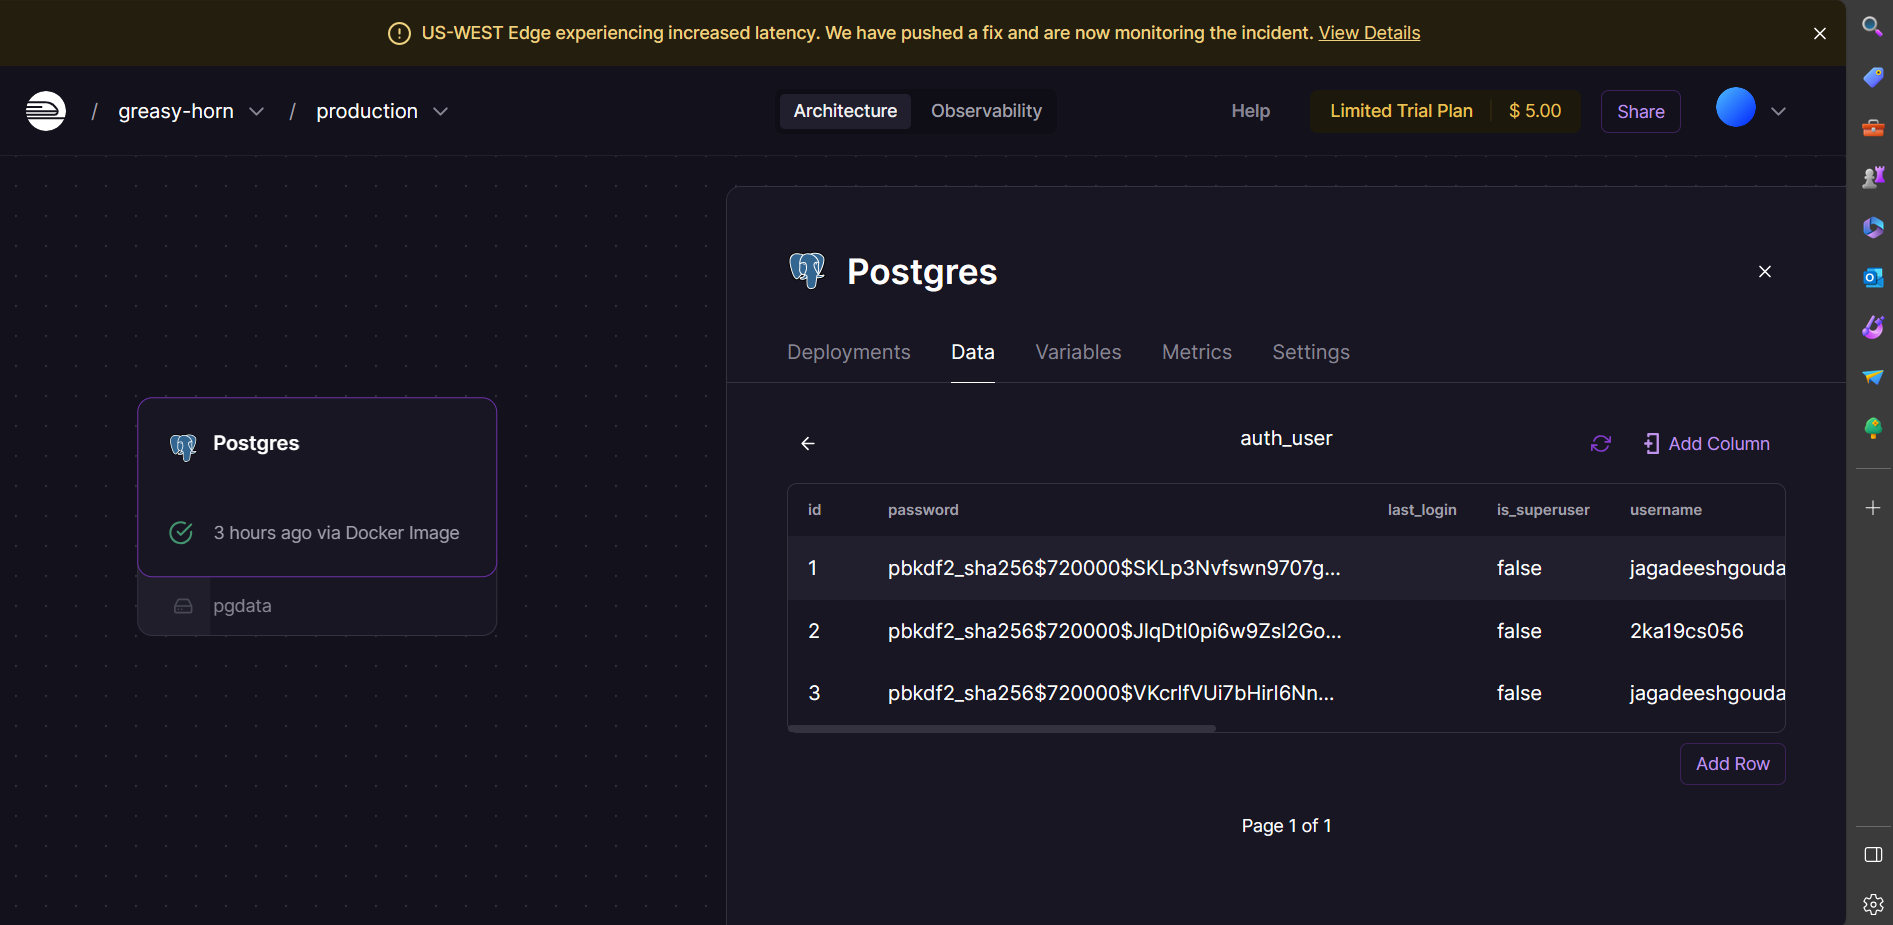 US-WEST Edge experiencing increased latency. We have pushed a fix and are now monitoring the incident. View Details
/ greasy-horn / production
Architecture Observability
Help
Limited Trial Plan $ 5.00
Share
Postgres
3 hours ago via Docker Image
pgdata
Postgres
Deployments Data Variables Metrics Settings
auth_user
Add Column
id password last_login is_superuser username
1 pbkdf2_sha256$720000$SKLp3Nvfswn9707g... false jagadeeshgouda
2 pbkdf2_sha256$720000$JlqDtl0pi6w9Zsl2Go... false 2ka19cs056
3 pbkdf2_sha256$720000$VKcrlfVUi7bHirl6Nn... false jagadeeshgouda
Add Row
Page 1 of 1